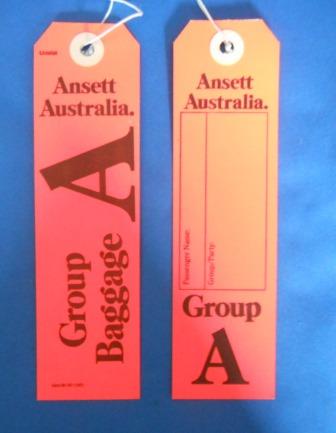 Ansett
Australia.
A
Group
Baggage
Ansett
Australia.
Passenger Name:
Group/Party:
Group
A